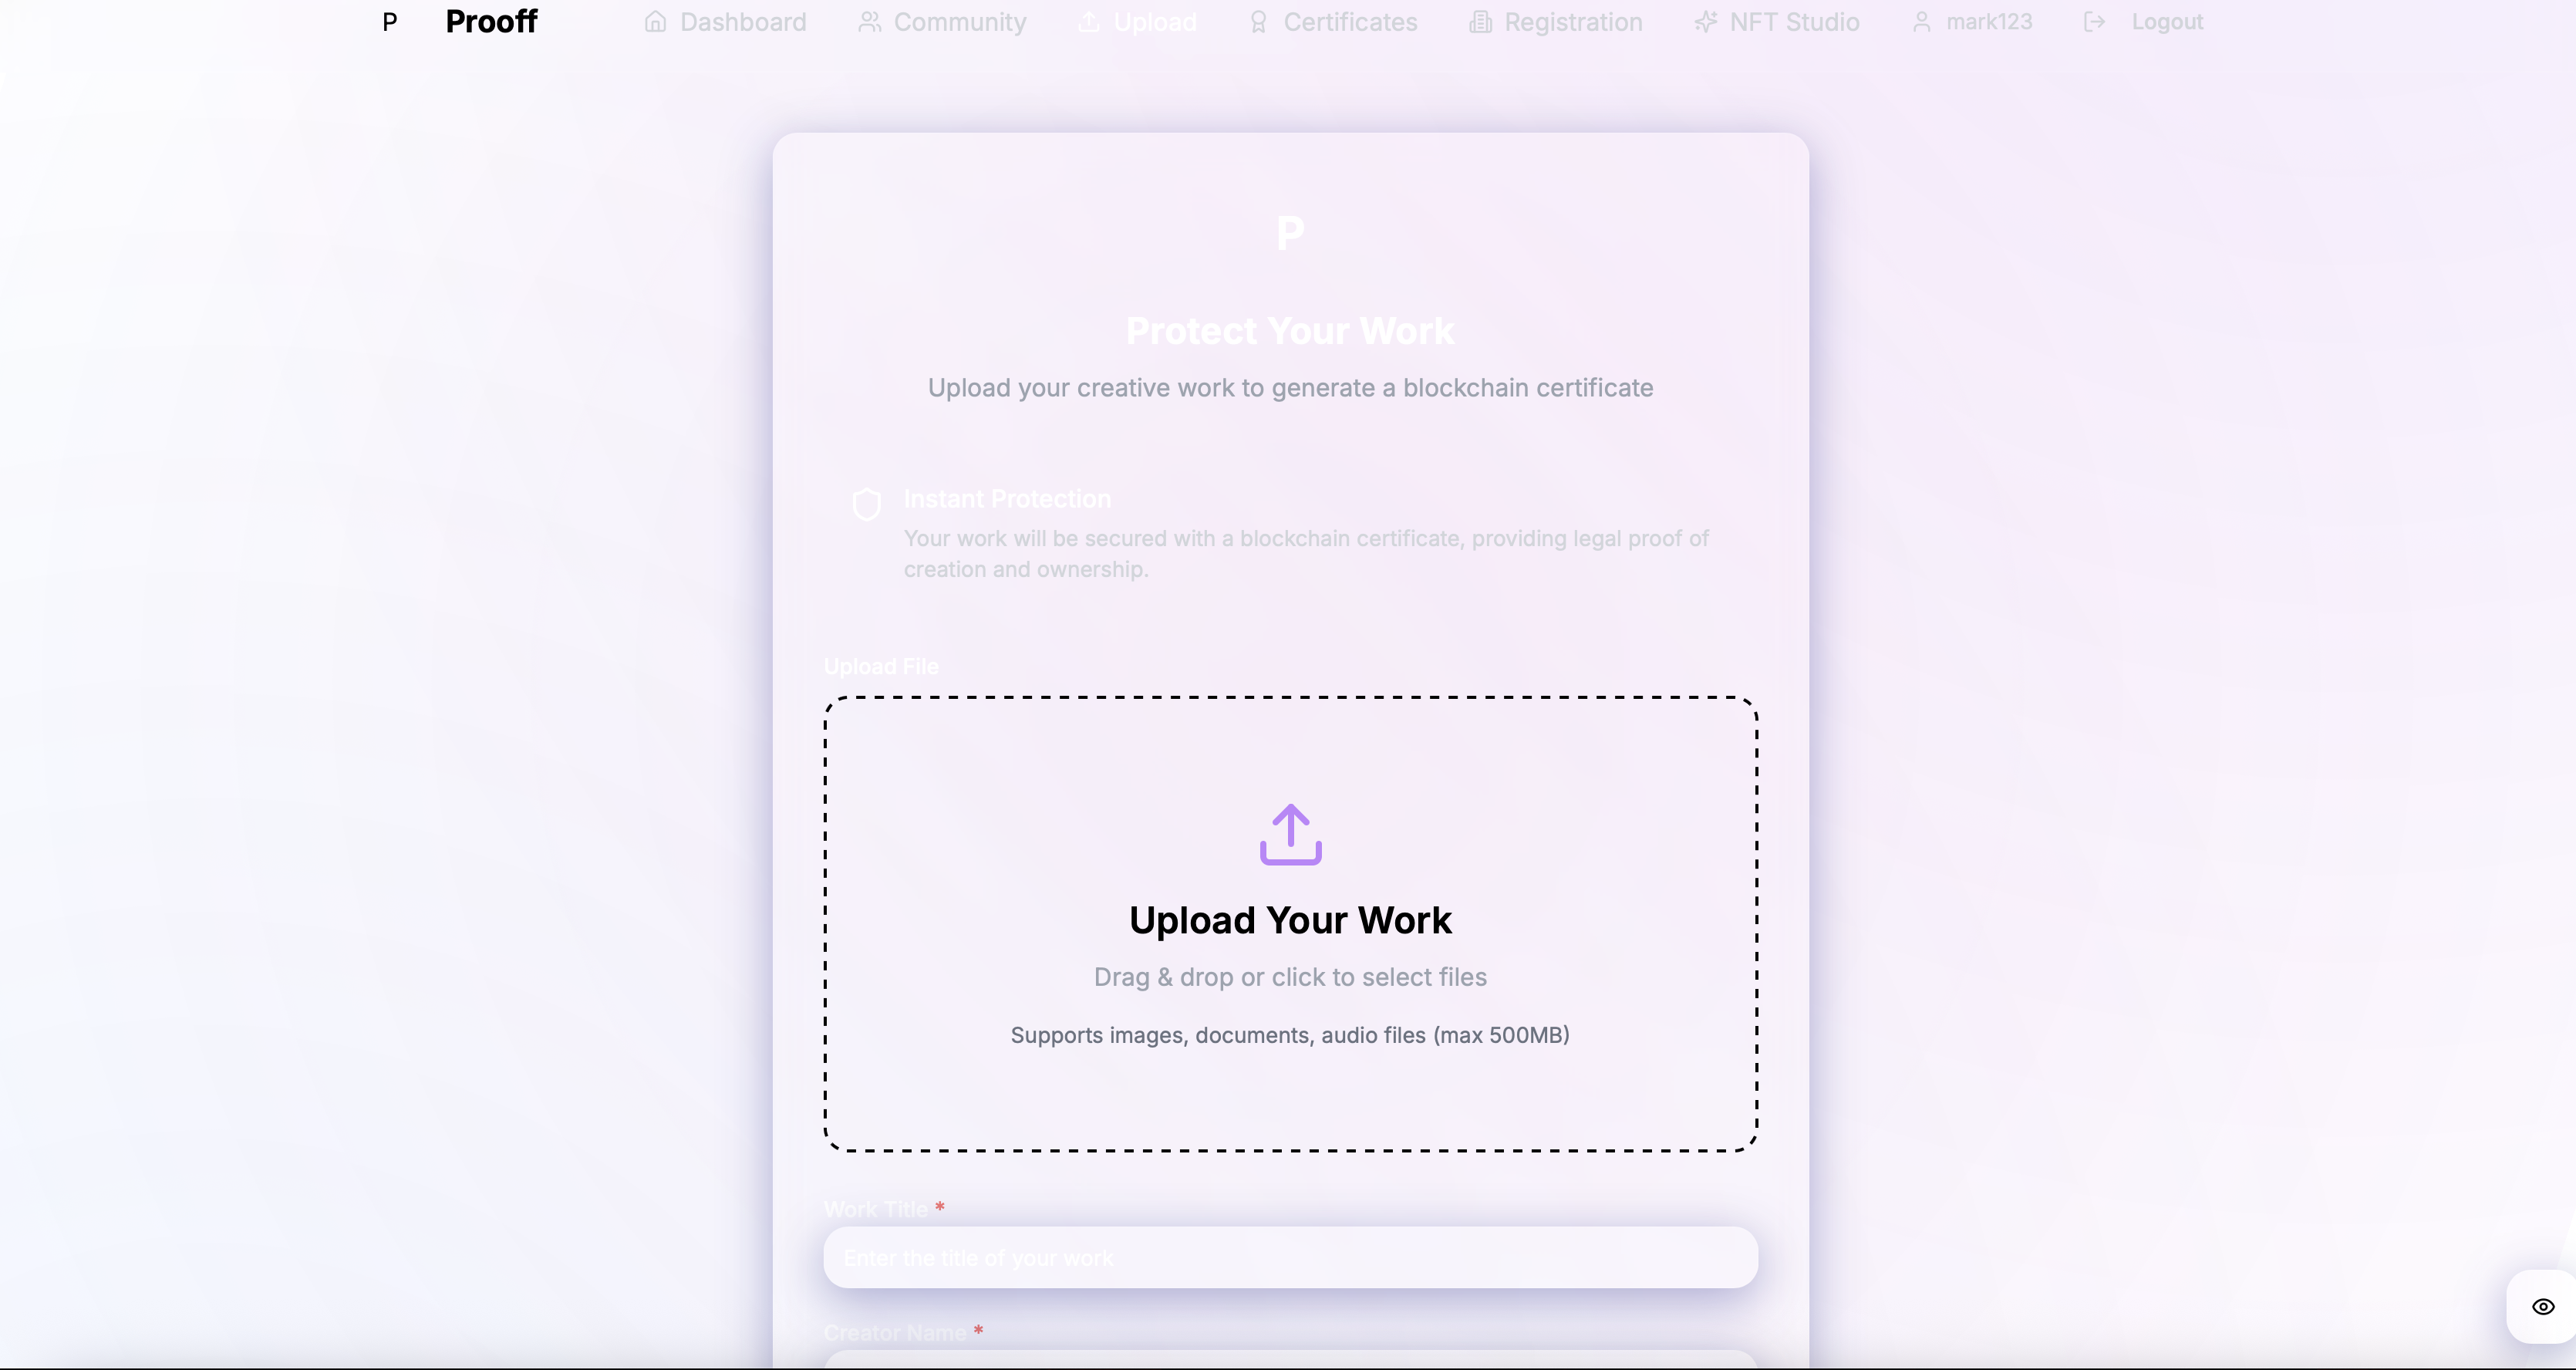 P Prooff Dashboard Community Upload Certificates Registration NFT Studio mark123 Logout
P
Protect Your Work
Upload your creative work to generate a blockchain certificate
Instant Protection
Your work will be secured with a blockchain certificate, providing legal proof of
creation and ownership.
Upload File
Upload Your Work
Drag & drop or click to select files
Supports images, documents, audio files (max 500MB)
Work Title *
Enter the title of your work
Creator Name *